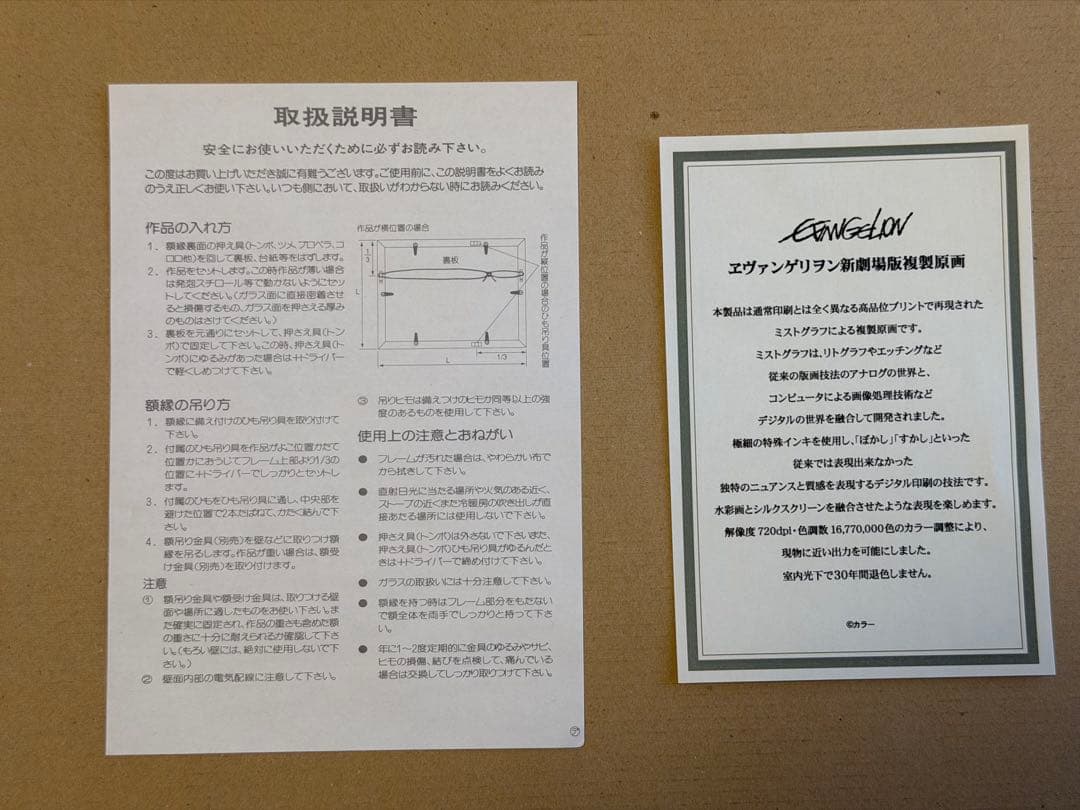 取扱説明書
安全にお使いいただくために必ずお読み下さい。
この度はお買い上げいただき誠に有難うございます。ご使用前に、この説明書をよくお読み
のうえ正しくお使い下さい。いつも側において、取扱いがわからない時にお読みください。
作品の入れ方
1. 額縁裏面の押え具(トンボ、ツメ、プロペラ、コ
ロロ他)を回して裏板、台紙等をはずします。
2. 作品をセットします。この時作品が薄い場合
は発泡スチロール等で動かないようにセッ
トしてください。(ガラス面に直接密着させ
ると損傷するもの、ガラス面を押さえる厚み
のものはさけてください。)
3. 裏板を元通りにセットして、押さえ具(トン
ボ)で固定して下さい。この時、押さえ具(ト
ンボ)にゆるみがあった場合は+ドライバー
で軽くしめつけて下さい。
作品が横位置の場合
1/3
裏板
L
L
1/3
作品が縦位置の場合のひも吊り具位置
額縁の吊り方
1. 額縁に備え付けのひも吊り具を取り付けて
下さい。
2. 付属のひも吊り具を作品がよこ位置かたて
位置かにおうじてフレーム上部より1/3の
位置に+ドライバーでしっかりとセットしま
す。
3. 付属のひもをひも吊り具に通し、中央部を
避けた位置で2本たばねて、かたく結んで下
さい。
4. 額吊り金具(別売)を壁などに取りつけ額
縁を吊るします。作品が重い場合は、額受
け金具(別売)を取り付けます。
注意
① 額吊り金具や額受け金具は、取りつける壁
面や場所に適したものをお使い下さい。ま
た確実に固定され、作品の重さも含めた額
の重さに十分に耐えられるか確認して下さ
い。(もろい壁には、絶対に使用しないで下
さい。)
② 壁面内部の電気配線に注意して下さい。
③ 吊りヒモは備えつけのヒモか同等以上の強
度のあるものを使用して下さい。
使用上の注意とおねがい
● フレームが汚れた場合は、やわらかい布で
から拭きして下さい。
● 直射日光に当たる場所や火気のある近く、
ストーブの近くまた冷暖房の吹き出しが直
接あたる場所には使用しないで下さい。
● 押さえ具(トンボ)は外さないで下さいまた、
押さえ具(トンボ)ひも吊り具がゆるんだと
きは+ドライバーで締め付けて下さい。
● ガラスの取扱いには十分注意して下さい。
● 額縁を持つ時はフレーム部分をもたない
で額全体を両手でしっかりと持って下さ
い。
● 年に1〜2度定期的に金具のゆるみやサビ、
ヒモの損傷、結びを点検して、痛んでいる
場合は交換してしっかり取りつけて下さい。
㋐
EVANGELION
ヱヴァンゲリヲン新劇場版複製原画
本製品は通常印刷とは全く異なる高品位プリントで再現された
ミストグラフによる複製原画です。
ミストグラフは、リトグラフやエッチングなど
従来の版画技法のアナログの世界と、
コンピュータによる画像処理技術など
デジタルの世界を融合して開発されました。
極細の特殊インキを使用し、「ぼかし」「すかし」といった
従来では表現出来なかった
独特のニュアンスと質感を表現するデジタル印刷の技法です。
水彩画とシルクスクリーンを融合させたような表現を楽しめます。
解像度720dpi・色調数16,770,000色のカラー調整により、
現物に近い出力を可能にしました。
室内光下で30年間退色しません。
©カラー